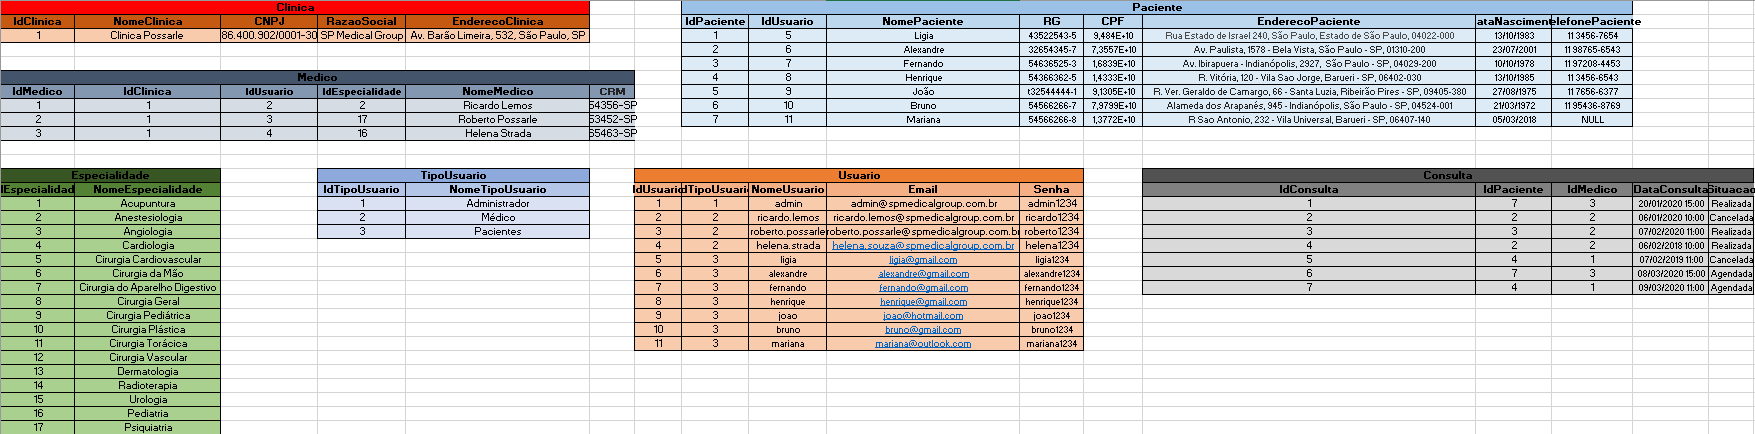 Clinica
IdClinica NomeClinica CNPJ RazaoSocial EnderecoClinica
1 Clinica Possarle 86.400.902/0001-30 SP Medical Group Av. Barão Limeira, 532, São Paulo, SP
Paciente
IdPaciente IdUsuario NomePaciente RG CPF EnderecoPaciente ataNasciment elefonePaciente
1 5 Ligia 43522543-5 9,484E+10 Rua Estado de Israel 240, São Paulo, Estado de São Paulo, 04022-000 13/10/1983 11 3456-7654
2 6 Alexandre 32654345-7 7,3557E+10 Av. Paulista, 1578 - Bela Vista, São Paulo - SP, 01310-200 23/07/2001 11 98765-6543
3 7 Fernando 54636525-3 1,6839E+10 Av. Ibirapuera - Indianópolis, 2927, São Paulo - SP, 04029-200 10/10/1978 11 97208-4453
4 8 Henrique 54366362-5 1,4333E+10 R. Vitória, 120 - Vila Sao Jorge, Barueri - SP, 06402-030 13/10/1985 11 3456-6543
5 9 João t32544444-1 9,1305E+10 R. Ver. Geraldo de Camargo, 66 - Santa Luzia, Ribeirão Pires - SP, 09405-380 27/08/1975 11 7656-6377
6 10 Bruno 54566266-7 7,9799E+10 Alameda dos Arapanés, 945 - Indianópolis, São Paulo - SP, 04524-001 21/03/1972 11 95436-8769
7 11 Mariana 54566266-8 1,3772E+10 R Sao Antonio, 232 - Vila Universal, Barueri - SP, 06407-140 05/03/2018 NULL
Medico
IdMedico IdClinica IdUsuario IdEspecialidade NomeMedico CRM
1 1 2 2 Ricardo Lemos 54356-SP
2 1 3 17 Roberto Possarle 53452-SP
3 1 4 16 Helena Strada 65463-SP
Especialidade
IdEspecialidad NomeEspecialidade
1 Acupuntura
2 Anestesiologia
3 Angiologia
4 Cardiologia
5 Cirurgia Cardiovascular
6 Cirurgia da Mão
7 Cirurgia do Aparelho Digestivo
8 Cirurgia Geral
9 Cirurgia Pediátrica
10 Cirurgia Plástica
11 Cirurgia Torácica
12 Cirurgia Vascular
13 Dermatologia
14 Radioterapia
15 Urologia
16 Pediatria
17 Psiquiatria
TipoUsuario
IdTipoUsuario NomeTipoUsuario
1 Administrador
2 Médico
3 Pacientes
Usuario
IdUsuario dTipoUsuari NomeUsuario Email Senha
1 1 admin admin@spmedicalgroup.com.br admin1234
2 2 ricardo.lemos ricardo.lemos@spmedicalgroup.com.br ricardo1234
3 2 roberto.possarle roberto.possarle@spmedicalgroup.com.br roberto1234
4 2 helena.strada helena.souza@spmedicalgroup.com.br helena1234
5 3 ligia ligia@gmail.com ligia1234
6 3 alexandre alexandre@gmail.com alexandre1234
7 3 fernando fernando@gmail.com fernando1234
8 3 henrique henrique@gmail.com henrique1234
9 3 joao joao@hotmail.com joao1234
10 3 bruno bruno@gmail.com bruno1234
11 3 mariana mariana@outlook.com mariana1234
Consulta
IdConsulta IdPaciente IdMedico DataConsulta Situacao
1 7 3 20/01/2020 15:00 Realizada
2 2 2 06/01/2020 10:00 Cancelada
3 3 2 07/02/2020 11:00 Realizada
4 2 2 06/02/2018 10:00 Realizada
5 4 1 07/02/2019 11:00 Cancelada
6 7 3 08/03/2020 15:00 Agendada
7 4 1 09/03/2020 11:00 Agendada